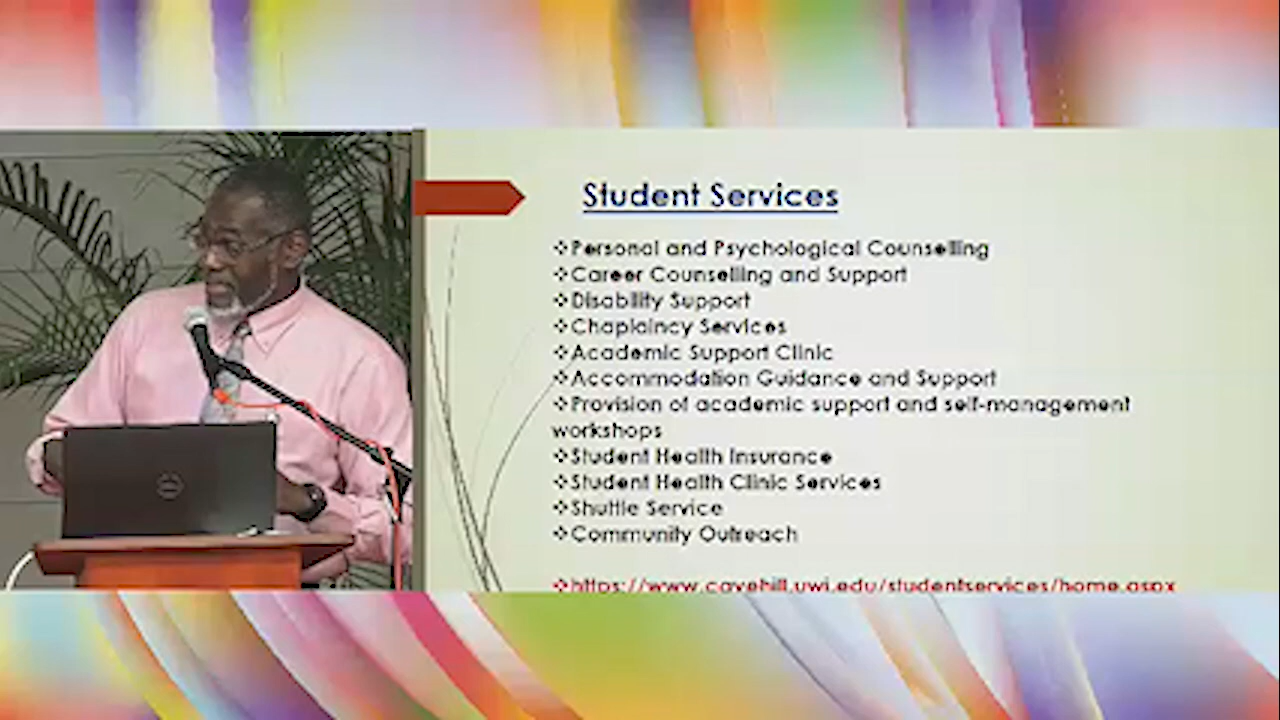 Student Services
❖Personal and Psychological Counselling
❖Career Counselling and Support
❖Disability Support
❖Chaplaincy Services
❖Academic Support Clinic
❖Accommodation Guidance and Support
❖Provision of academic support and self-management
workshops
❖Student Health Insurance
❖Student Health Clinic Services
❖Shuttle Service
❖Community Outreach
❖https://www.cavehill.uwi.edu/studentservices/home.aspx